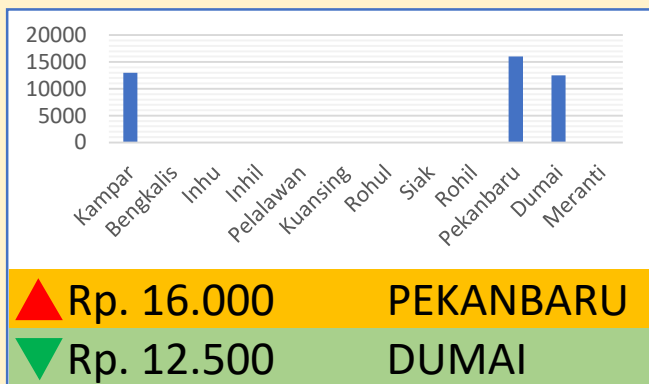 20000
15000
10000
5000
0
Kampar
Bengkalis
Inhu
Inhil
Pelalawan
Kuansing
Rohul
Siak
Rohil
Pekanbaru
Dumai
Meranti
Rp. 16.000 PEKANBARU
Rp. 12.500 DUMAI